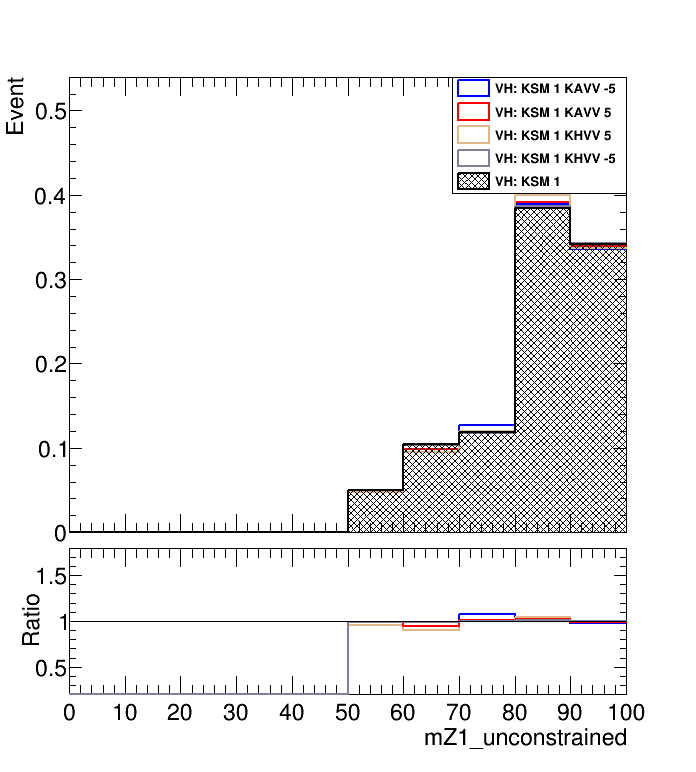 Event
0.5
0.4
0.3
0.2
0.1
0
VH: KSM 1 KAVV -5
VH: KSM 1 KAVV 5
VH: KSM 1 KHVV 5
VH: KSM 1 KHVV -5
VH: KSM 1
Ratio
1.5
1
0.5
0 10 20 30 40 50 60 70 80 90 100
mZ1_unconstrained